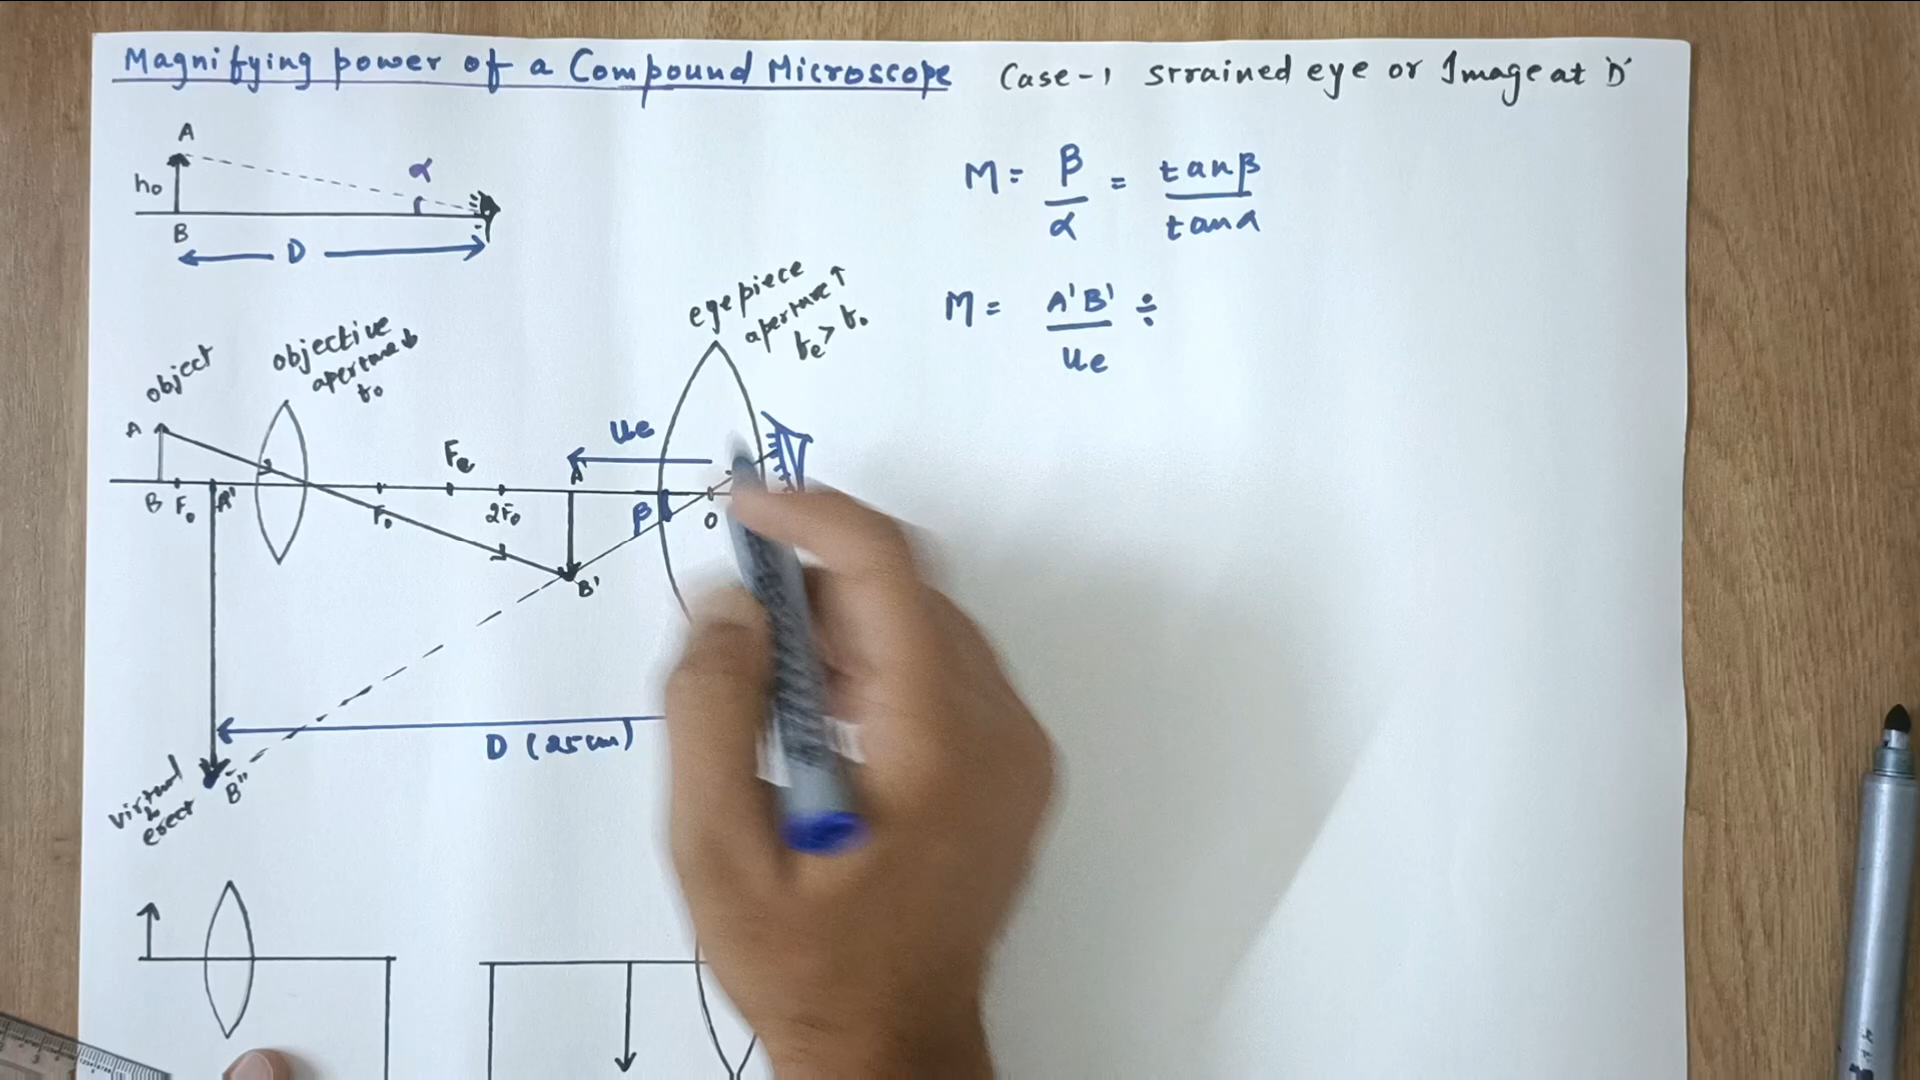 Magnifying power of a Compound Microscope Case-1 Strained eye or Image at 'D'
A
α
h₀
B
D
M = β/α = tanβ/tanα
M = A'B'/ue ÷
eyepiece
aperture ↑
fe > fo
objective
aperture ↓
fo
object
A
B
Fo
A''
Fo
Fe
2Fo
A'
ue
β
O
B'
D (25cm)
B''
virtual
&
erect